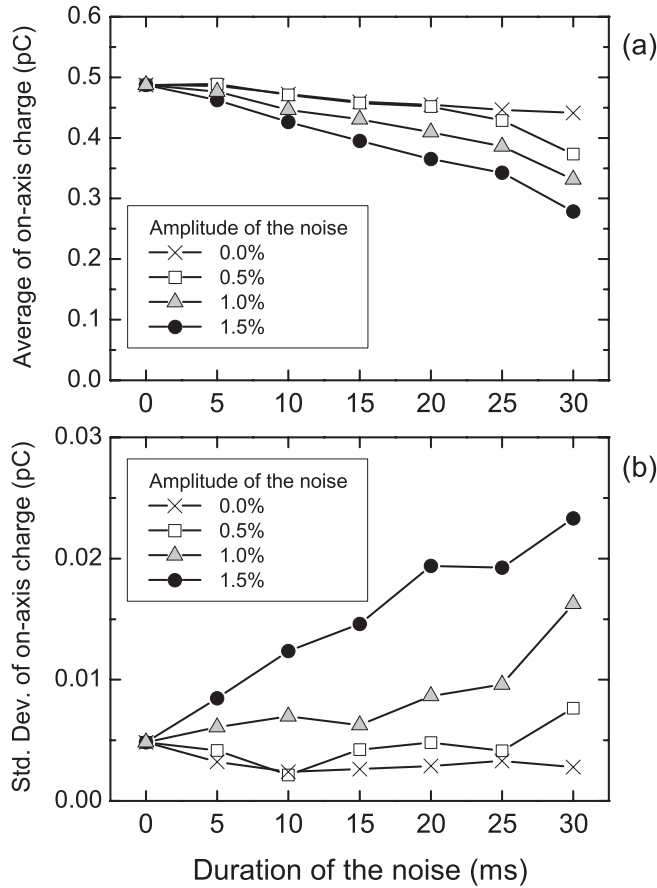 (a)
Average of on-axis charge (pC)
0.6
0.5
0.4
0.3
0.2
0.1
0.0
Amplitude of the noise
0.0%
0.5%
1.0%
1.5%
0 5 10 15 20 25 30
(b)
Std. Dev. of on-axis charge (pC)
0.03
0.02
0.01
0.00
Amplitude of the noise
0.0%
0.5%
1.0%
1.5%
0 5 10 15 20 25 30
Duration of the noise (ms)